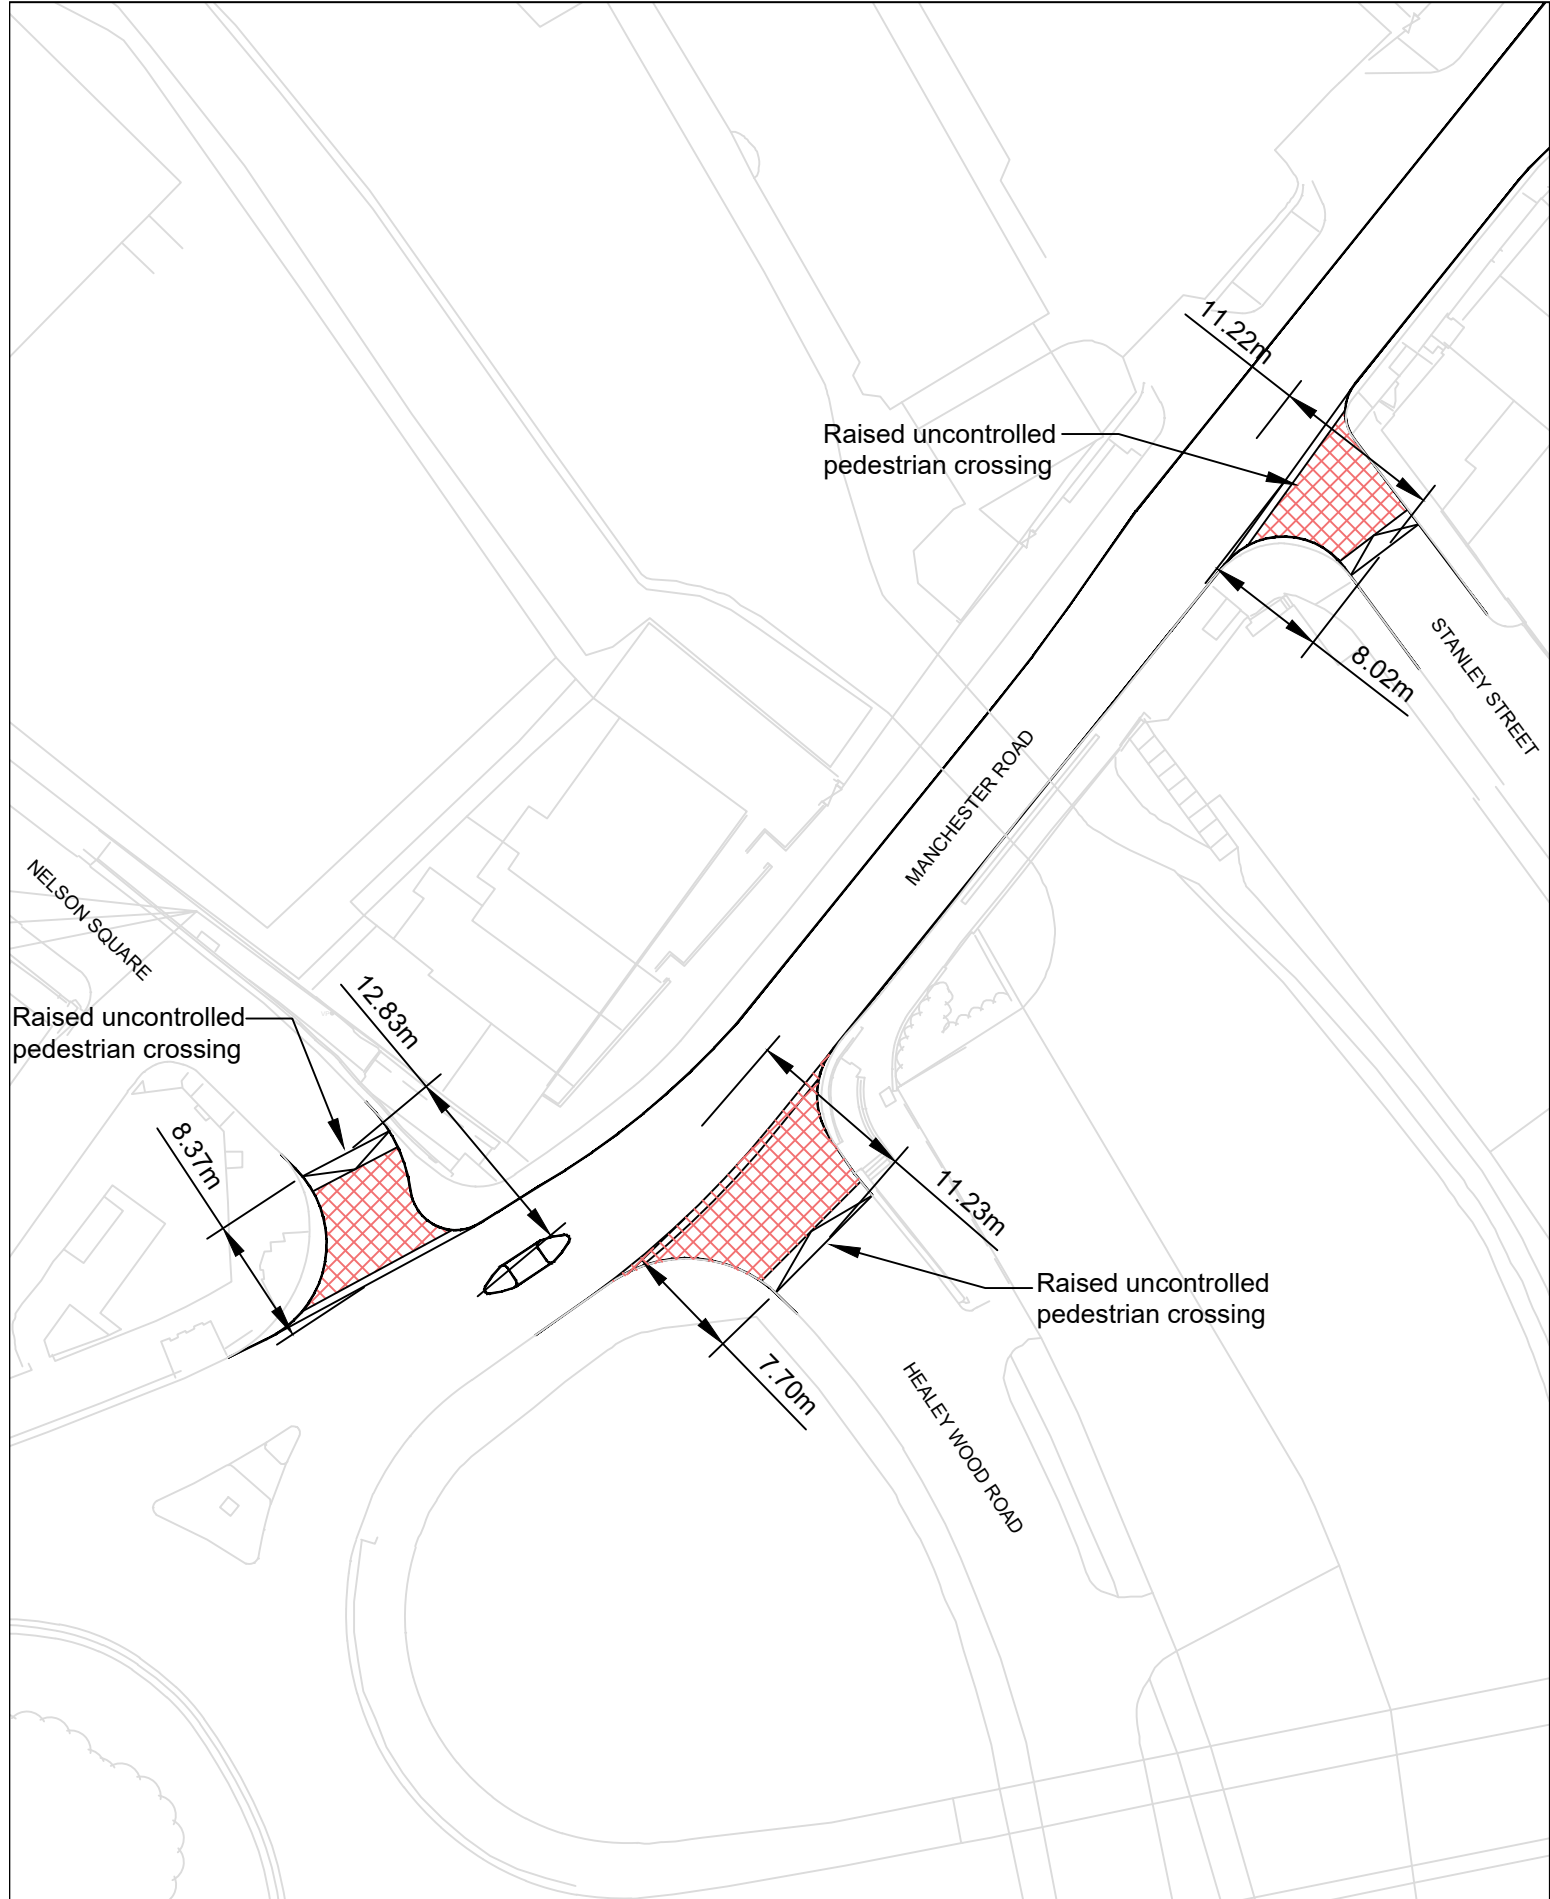 11.22m
Raised uncontrolled
pedestrian crossing
8.02m
STANLEY STREET
MANCHESTER ROAD
NELSON SQUARE
12.83m
Raised uncontrolled
pedestrian crossing
8.37m
11.23m
Raised uncontrolled
pedestrian crossing
7.70m
HEALEY WOOD ROAD